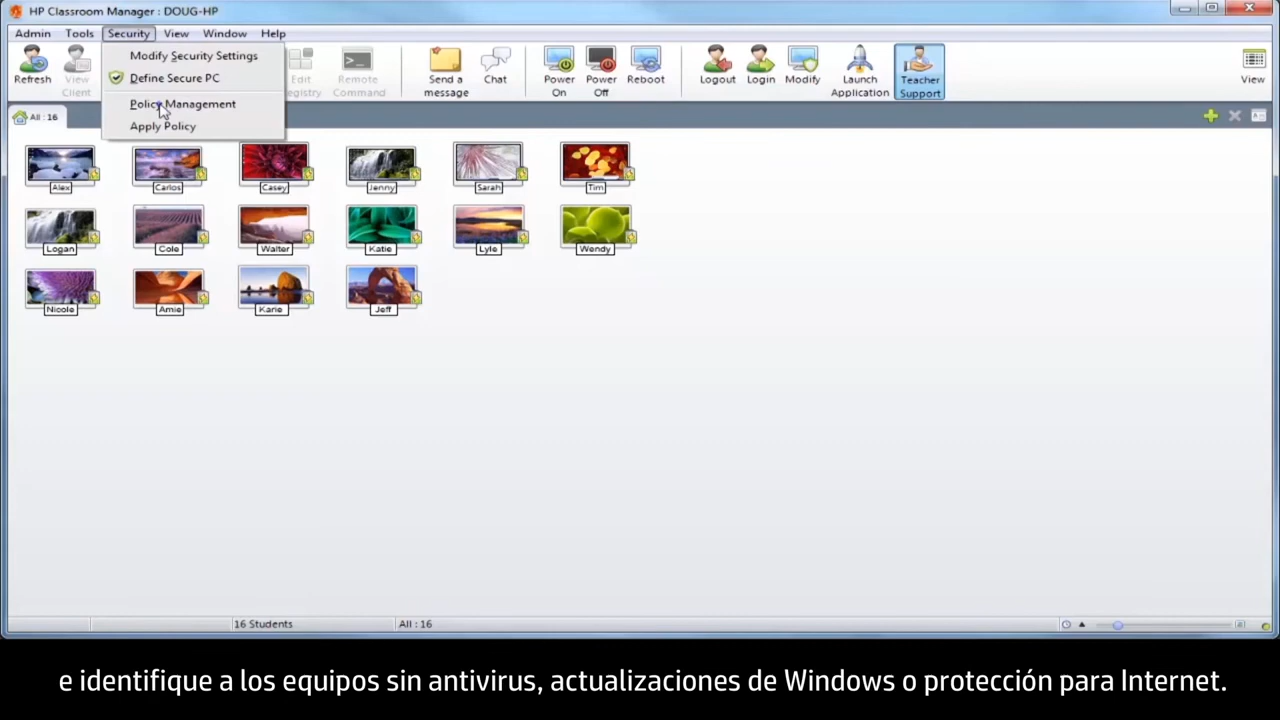 HP Classroom Manager : DOUG-HP
Admin Tools Security View Window Help
Modify Security Settings
Define Secure PC
Policy Management
Apply Policy
Refresh
View Client
Edit Registry
Remote Command
Send a message
Chat
Power On
Power Off
Reboot
Logout
Login
Modify
Launch Application
Teacher Support
View
All : 16
Alex Carlos Casey Jenny Sarah Tim
Logan Cole Walter Katie Lyle Wendy
Nicole Amie Karie Jeff
16 Students All : 16
e identifique a los equipos sin antivirus, actualizaciones de Windows o protección para Internet.